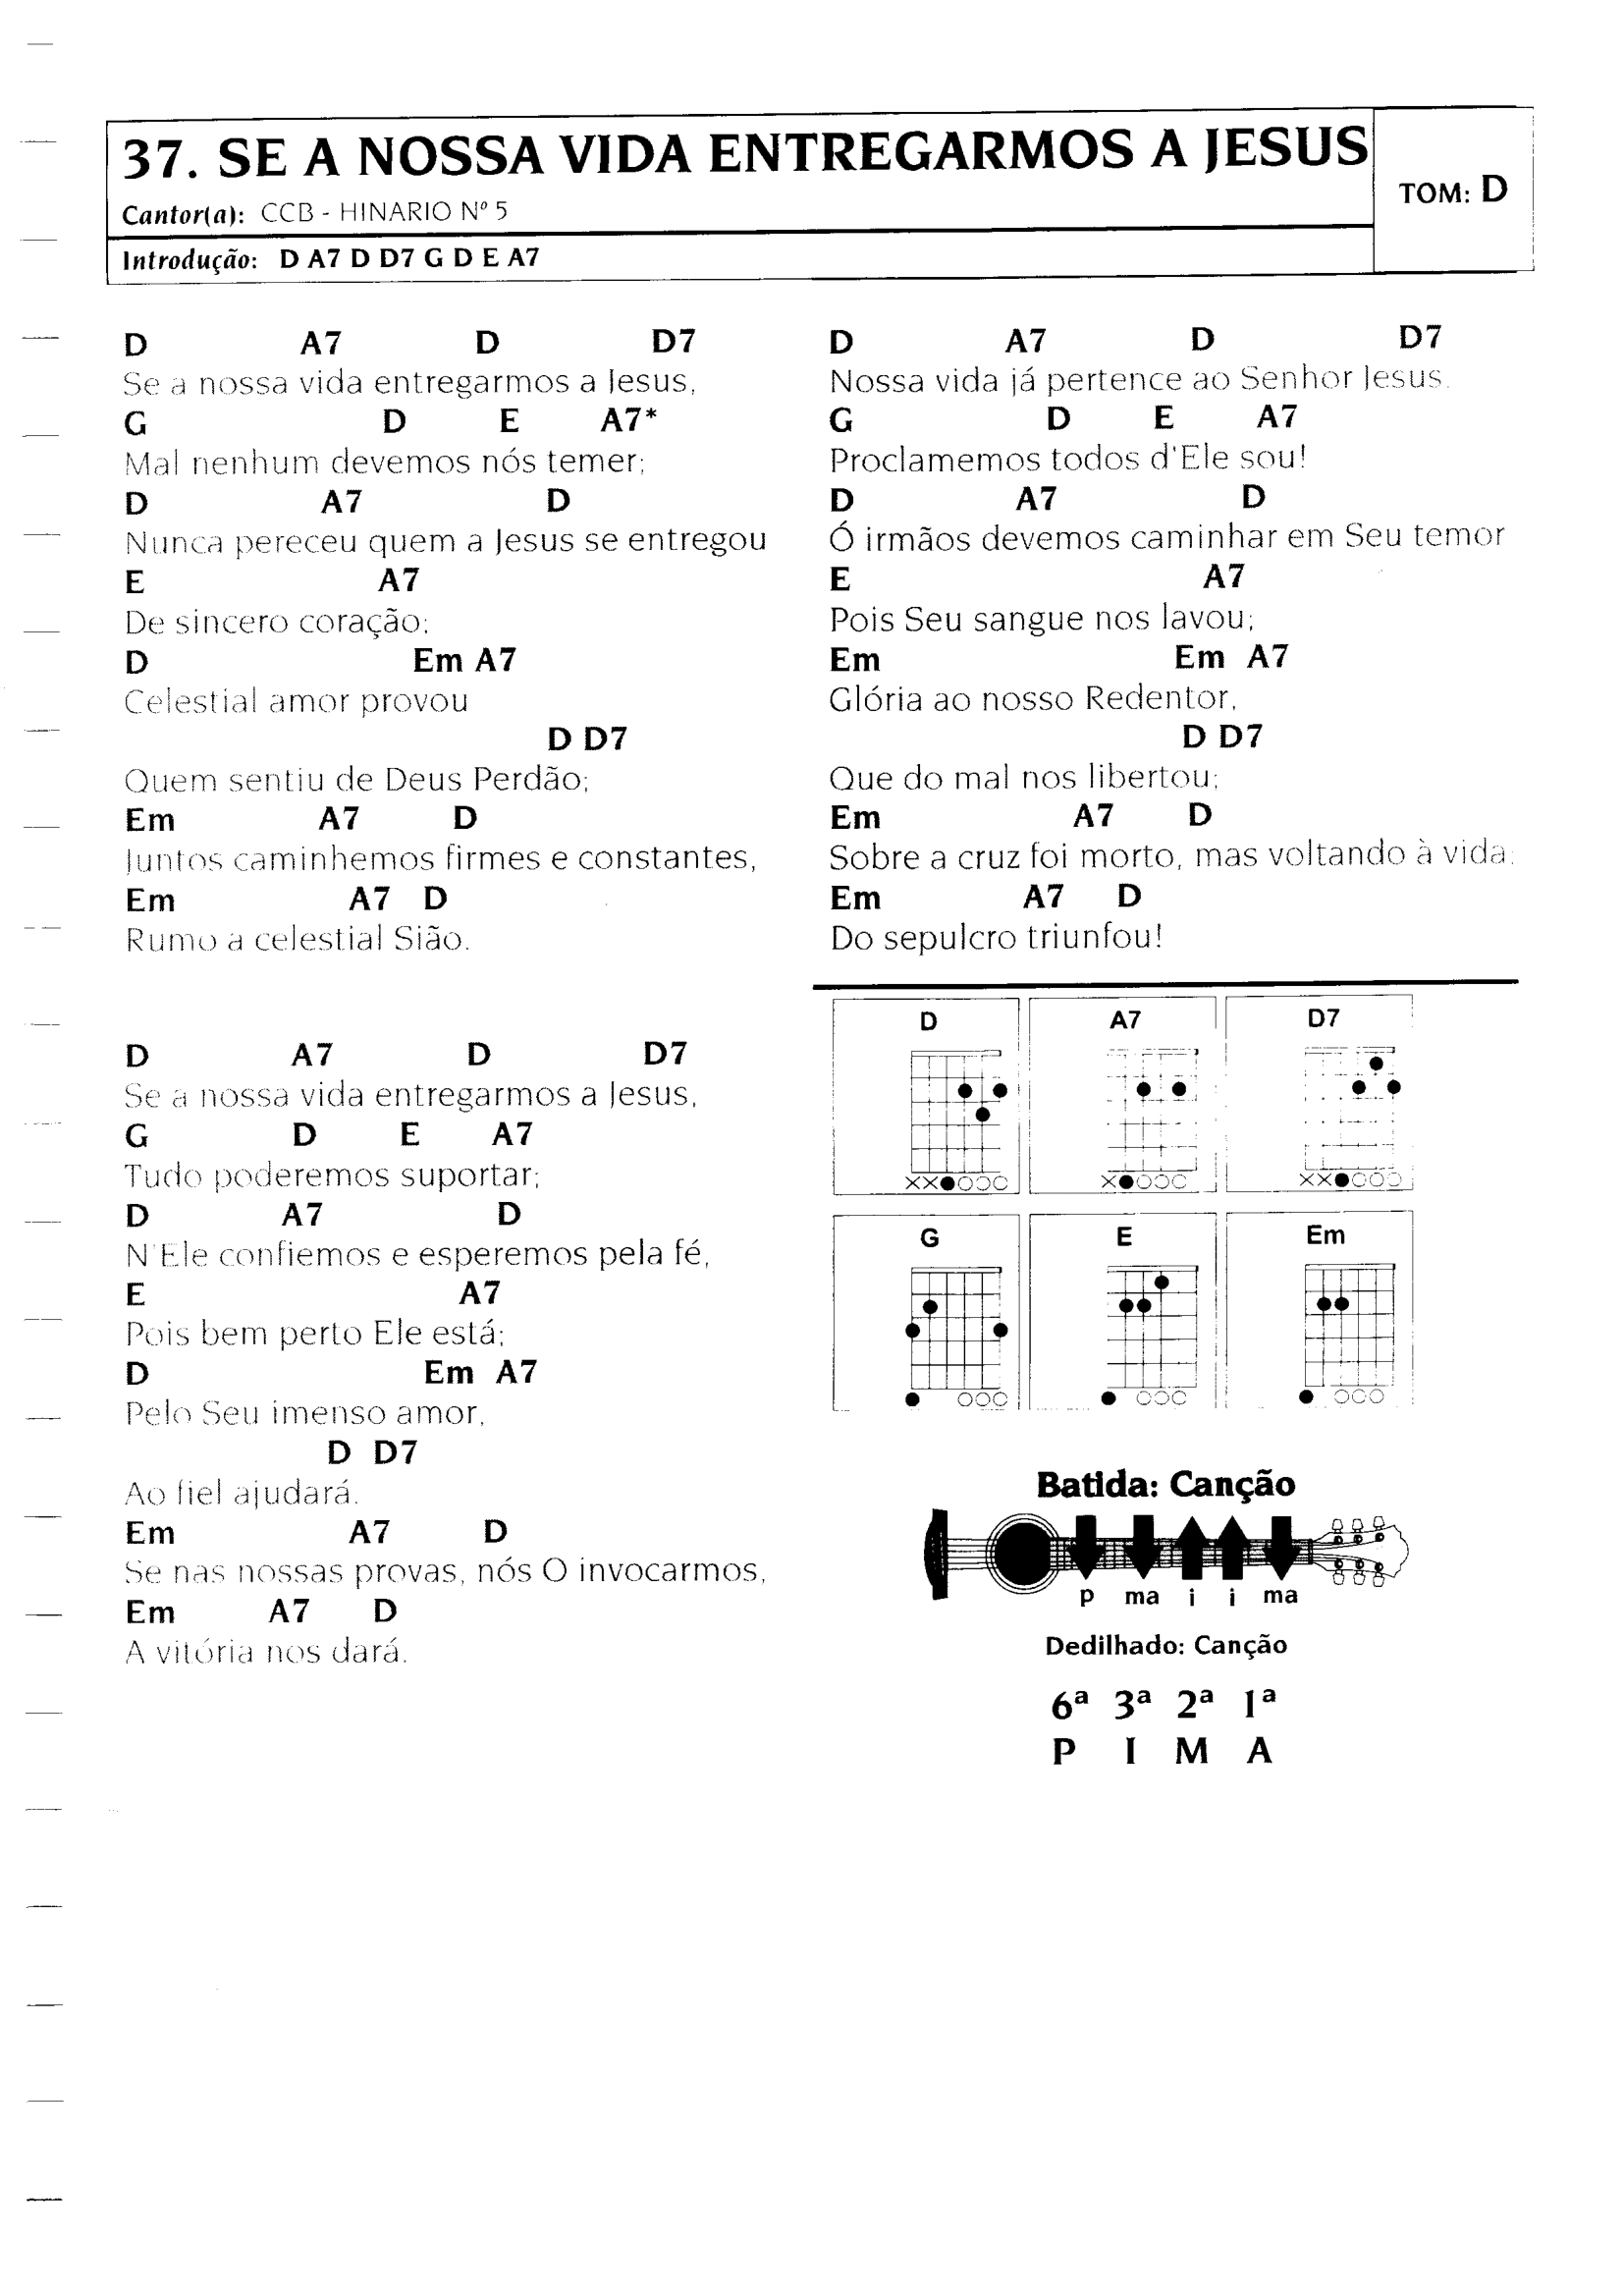 37. SE A NOSSA VIDA ENTREGARMOS A JESUS
Cantor(a): CCB - HINARIO Nº 5
TOM: D
Introdução: D A7 D D7 G D E A7
D A7 D D7
Se a nossa vida entregarmos a Jesus,
G D E A7*
Mal nenhum devemos nós temer;
D A7 D
Nunca pereceu quem a Jesus se entregou
E A7
De sincero coração;
D Em A7
Celestial amor provou
D D7
Quem sentiu de Deus Perdão;
Em A7 D
Juntos caminhemos firmes e constantes,
Em A7 D
Rumo a celestial Sião.
D A7 D D7
Se a nossa vida entregarmos a Jesus,
G D E A7
Tudo poderemos suportar;
D A7 D
N'Ele confiemos e esperemos pela fé,
E A7
Pois bem perto Ele está;
D Em A7
Pelo Seu imenso amor,
D D7
Ao fiel ajudará.
Em A7 D
Se nas nossas provas, nós O invocarmos,
Em A7 D
A vitória nos dará.
D A7 D D7
Nossa vida já pertence ao Senhor Jesus.
G D E A7
Proclamemos todos d'Ele sou!
D A7 D
Ó irmãos devemos caminhar em Seu temor
E A7
Pois Seu sangue nos lavou;
Em Em A7
Glória ao nosso Redentor,
D D7
Que do mal nos libertou;
Em A7 D
Sobre a cruz foi morto, mas voltando à vida;
Em A7 D
Do sepulcro triunfou!
D A7 D7
G E Em
Batida: Canção
p ma i i ma
Dedilhado: Canção
6ª 3ª 2ª 1ª
P I M A